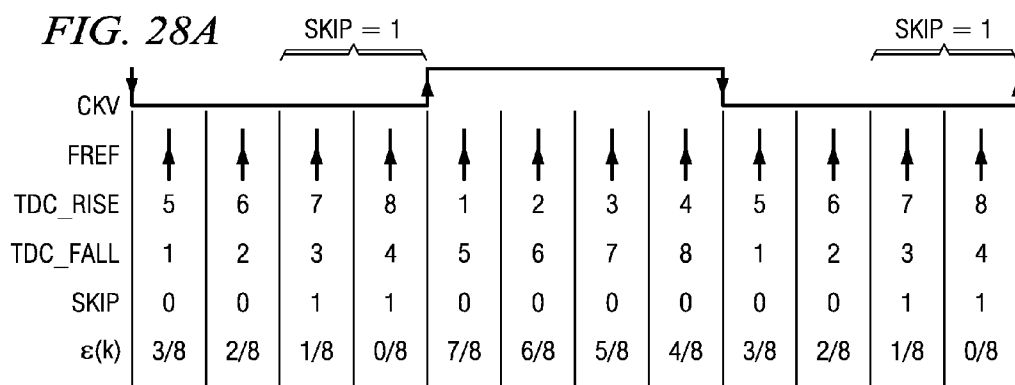 FIG. 28A
SKIP = 1 SKIP = 1
CKV
FREF
TDC_RISE 5 6 7 8 1 2 3 4 5 6 7 8
TDC_FALL 1 2 3 4 5 6 7 8 1 2 3 4
SKIP 0 0 1 1 0 0 0 0 0 0 1 1
ε(k) 3/8 2/8 1/8 0/8 7/8 6/8 5/8 4/8 3/8 2/8 1/8 0/8